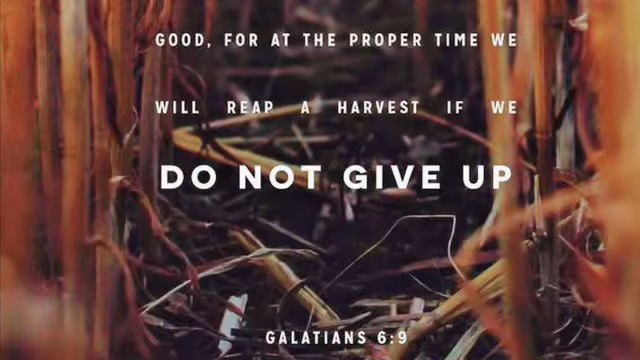 GOOD, FOR AT THE PROPER TIME WE
WILL REAP A HARVEST IF WE
DO NOT GIVE UP
GALATIANS 6:9